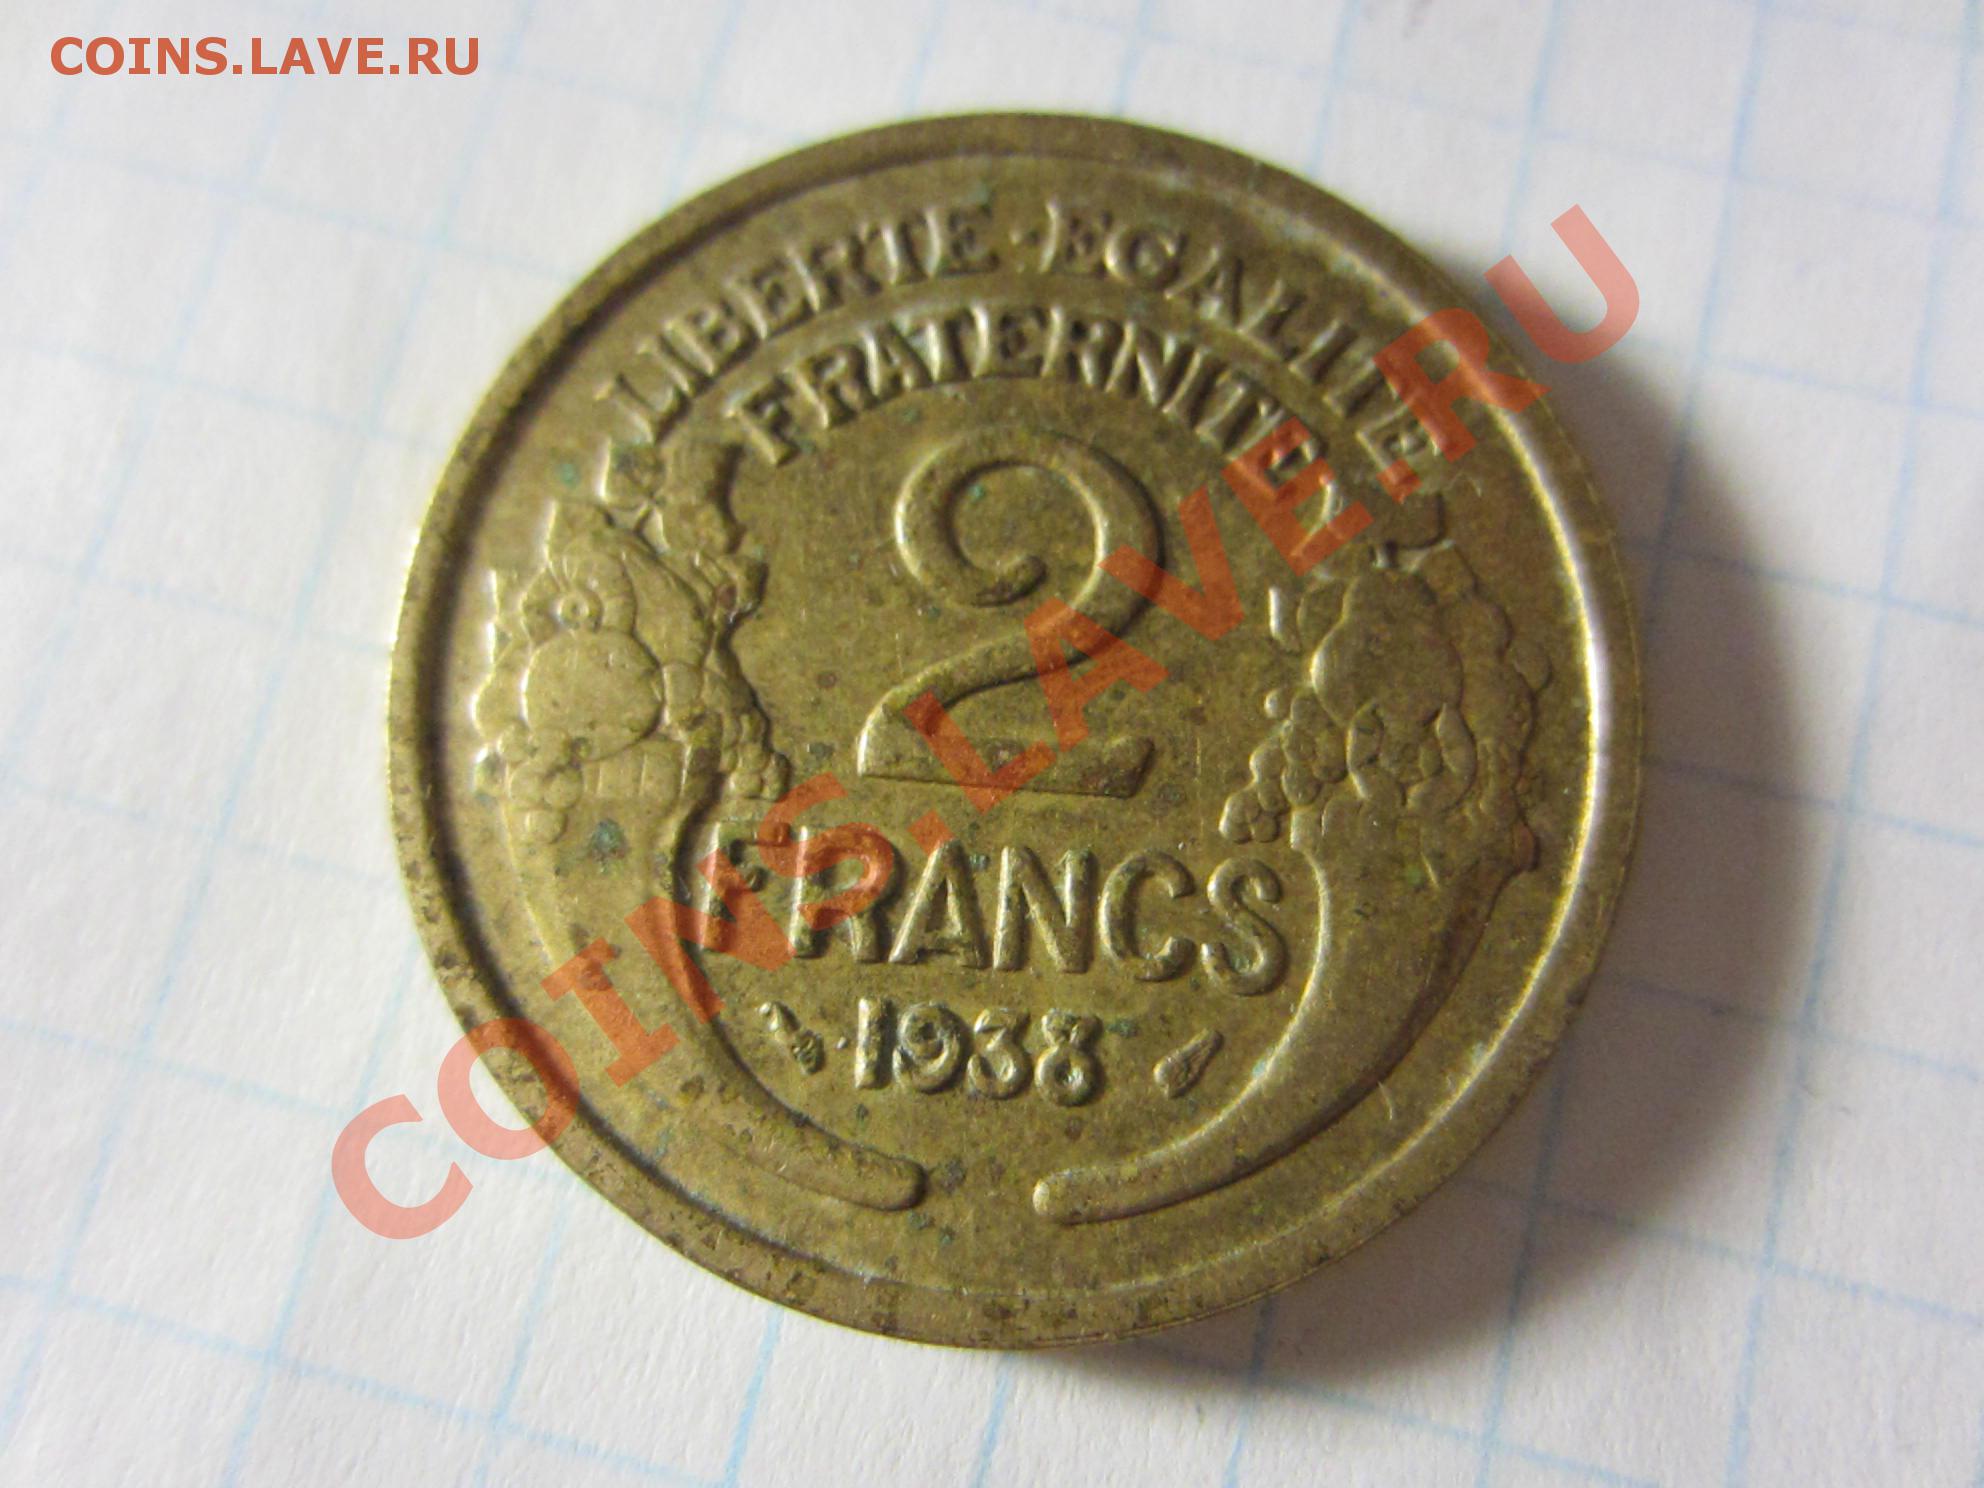 COINS.LAVE.RU
LIBERTE·EGALITE
FRATERNITE
2
FRANCS
1938
COINS.LAVE.RU